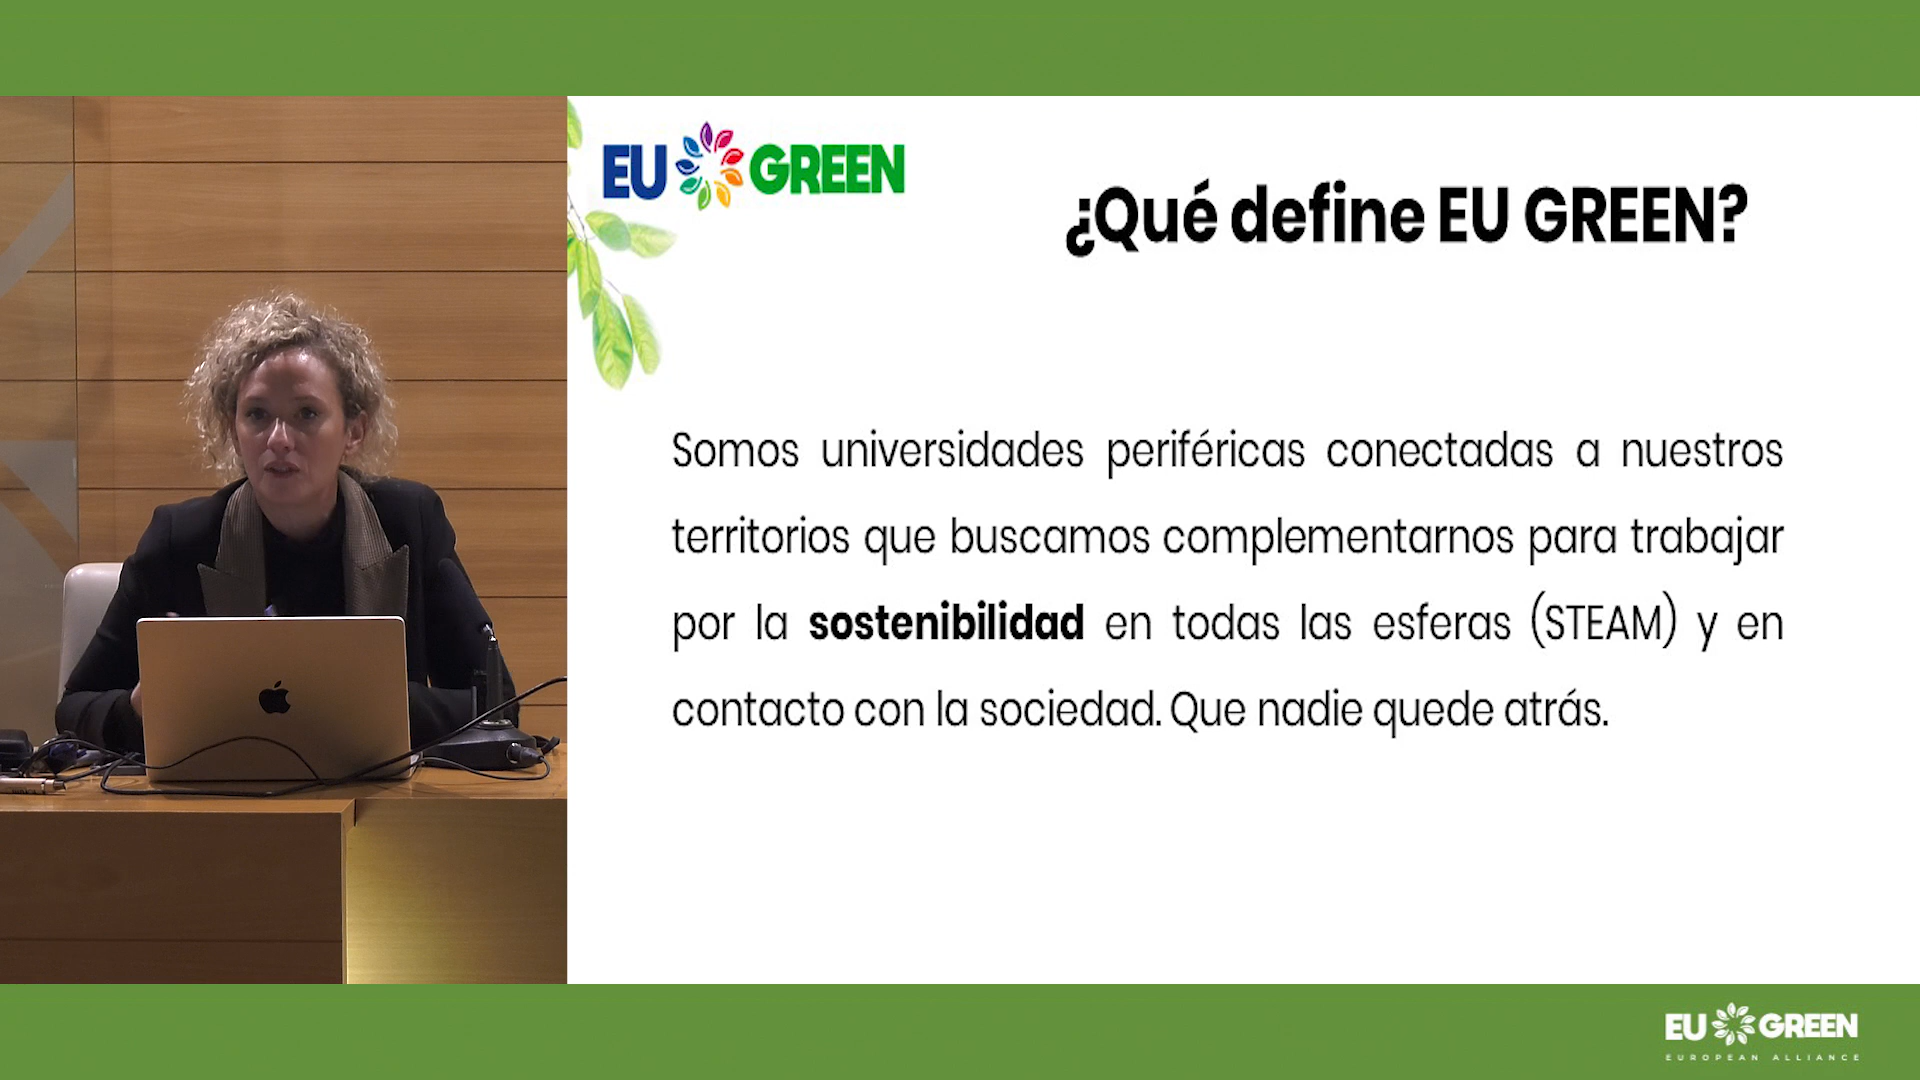 EU GREEN
¿Qué define EU GREEN?
Somos universidades periféricas conectadas a nuestros
territorios que buscamos complementarnos para trabajar
por la sostenibilidad en todas las esferas (STEAM) y en
contacto con la sociedad. Que nadie quede atrás.
EU GREEN
EUROPEAN ALLIANCE